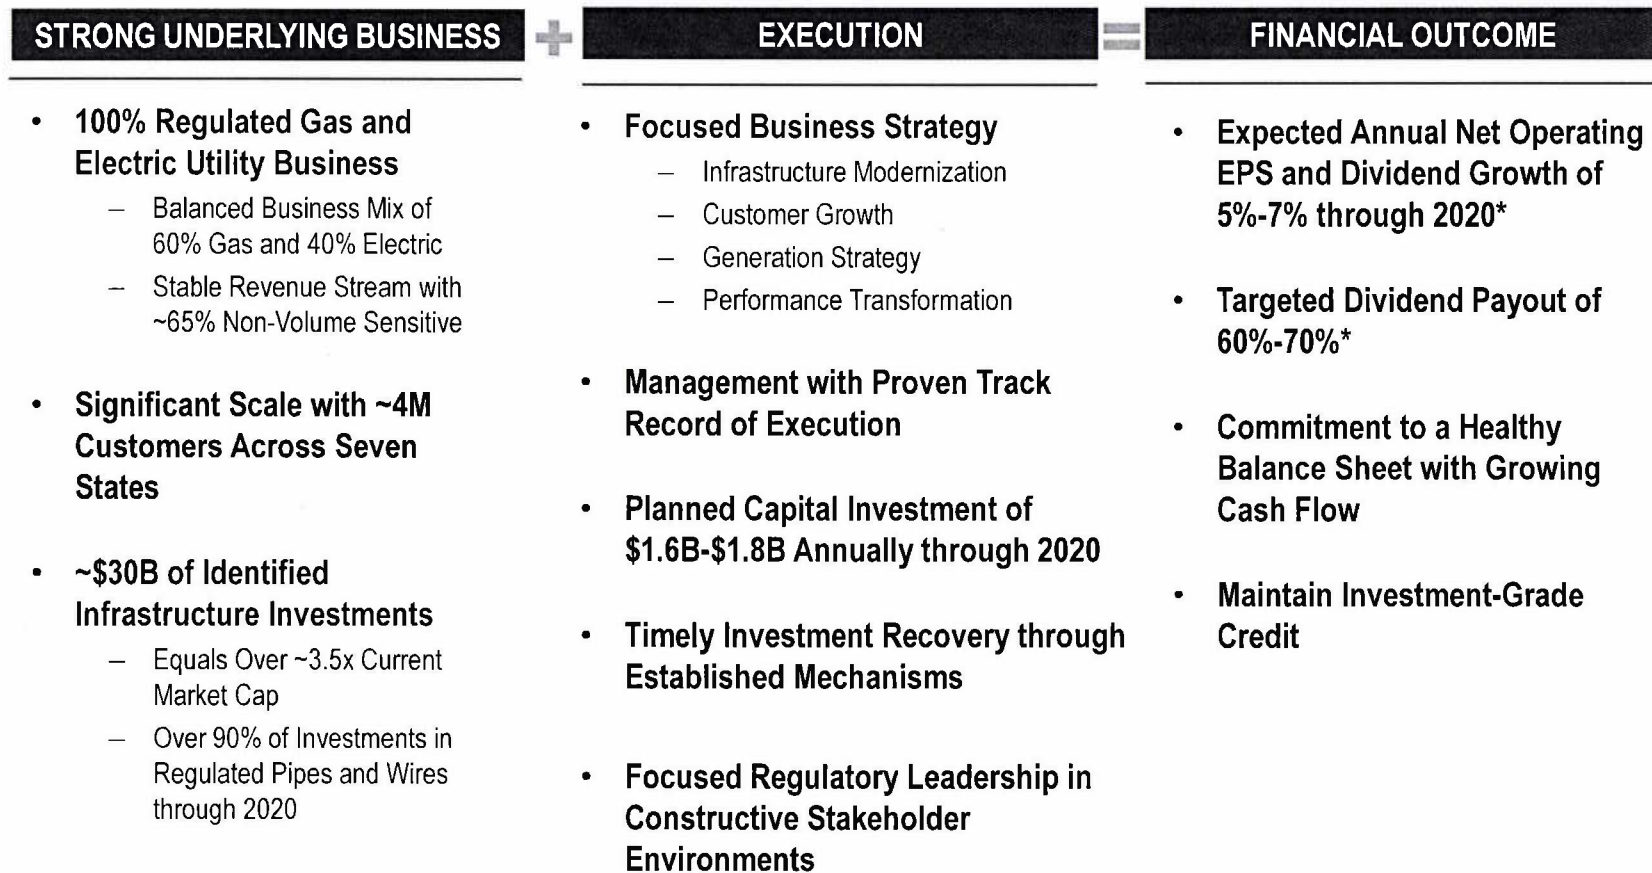 STRONG UNDERLYING BUSINESS + EXECUTION = FINANCIAL OUTCOME
• 100% Regulated Gas and
Electric Utility Business
– Balanced Business Mix of
60% Gas and 40% Electric
– Stable Revenue Stream with
~65% Non-Volume Sensitive
• Significant Scale with ~4M
Customers Across Seven
States
• ~$30B of Identified
Infrastructure Investments
– Equals Over ~3.5x Current
Market Cap
– Over 90% of Investments in
Regulated Pipes and Wires
through 2020
• Focused Business Strategy
– Infrastructure Modernization
– Customer Growth
– Generation Strategy
– Performance Transformation
• Management with Proven Track
Record of Execution
• Planned Capital Investment of
$1.6B-$1.8B Annually through 2020
• Timely Investment Recovery through
Established Mechanisms
• Focused Regulatory Leadership in
Constructive Stakeholder
Environments
• Expected Annual Net Operating
EPS and Dividend Growth of
5%-7% through 2020*
• Targeted Dividend Payout of
60%-70%*
• Commitment to a Healthy
Balance Sheet with Growing
Cash Flow
• Maintain Investment-Grade
Credit